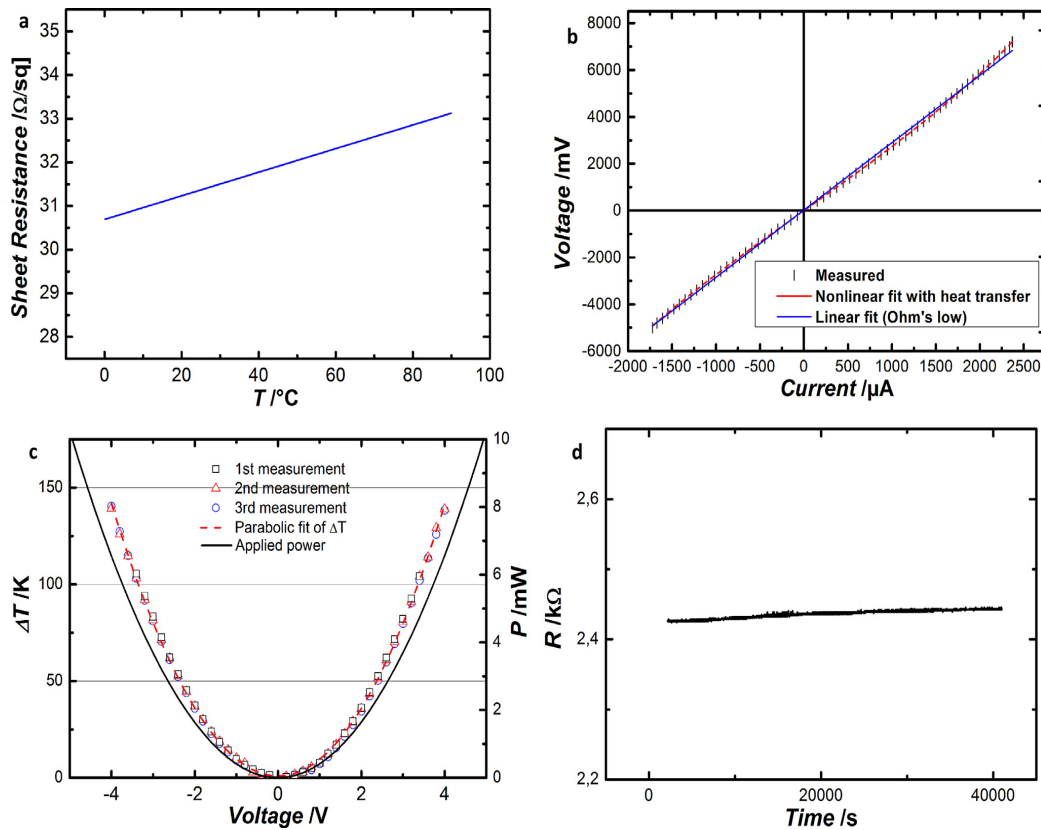 a
35
34
33
32
31
30
29
28
Sheet Resistance /Ω/sq]
0 20 40 60 80 100
T /°C
b
8000
6000
4000
2000
0
-2000
-4000
-6000
Voltage /mV
Measured
Nonlinear fit with heat transfer
Linear fit (Ohm's low)
-2000 -1500 -1000 -500 0 500 1000 1500 2000 2500
Current /µA
c
150
100
50
0
ΔT /K
1st measurement
2nd measurement
3rd measurement
Parabolic fit of ΔT
Applied power
10
8
6
4
2
0
P /mW
-4 -2 0 2 4
Voltage /V
d
2,6
2,4
2,2
R /kΩ
0 20000 40000
Time /s